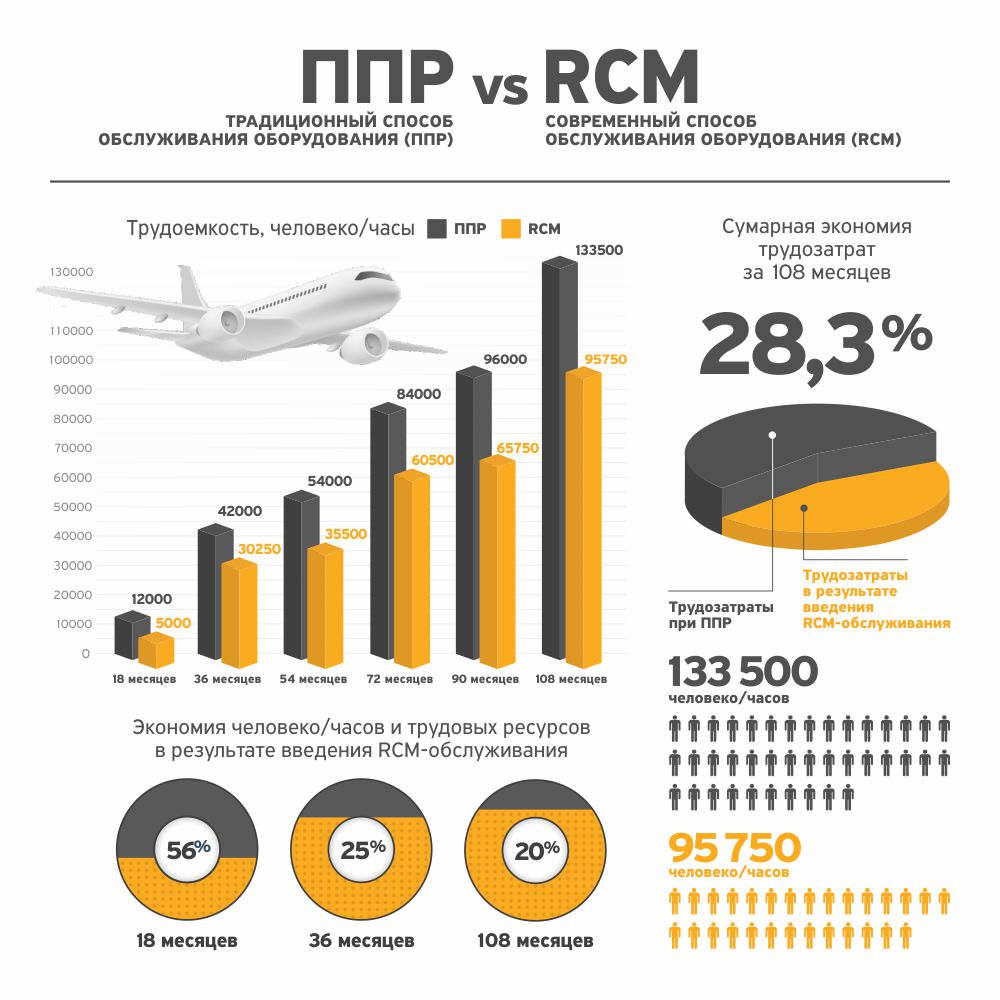 ППР vs RCM
ТРАДИЦИОННЫЙ СПОСОБ
ОБСЛУЖИВАНИЯ ОБОРУДОВАНИЯ (ППР)
СОВРЕМЕННЫЙ СПОСОБ
ОБСЛУЖИВАНИЯ ОБОРУДОВАНИЯ (RCM)
Трудоемкость, человеко/часы ППР RCM
130000
110000
100000
90000
80000
70000
60000
50000
40000
30000
20000
10000
0
12000
5000
42000
30250
54000
35500
84000
60500
96000
65750
133500
95750
18 месяцев 36 месяцев 54 месяцев 72 месяцев 90 месяцев 108 месяцев
Сумарная экономия
трудозатрат
за 108 месяцев
28,3%
Трудозатраты
при ППР
Трудозатраты
в результате
введения
RCM-обслуживания
133 500
человеко/часов
95 750
человеко/часов
Экономия человеко/часов и трудовых ресурсов
в результате введения RCM-обслуживания
56% 25% 20%
18 месяцев 36 месяцев 108 месяцев